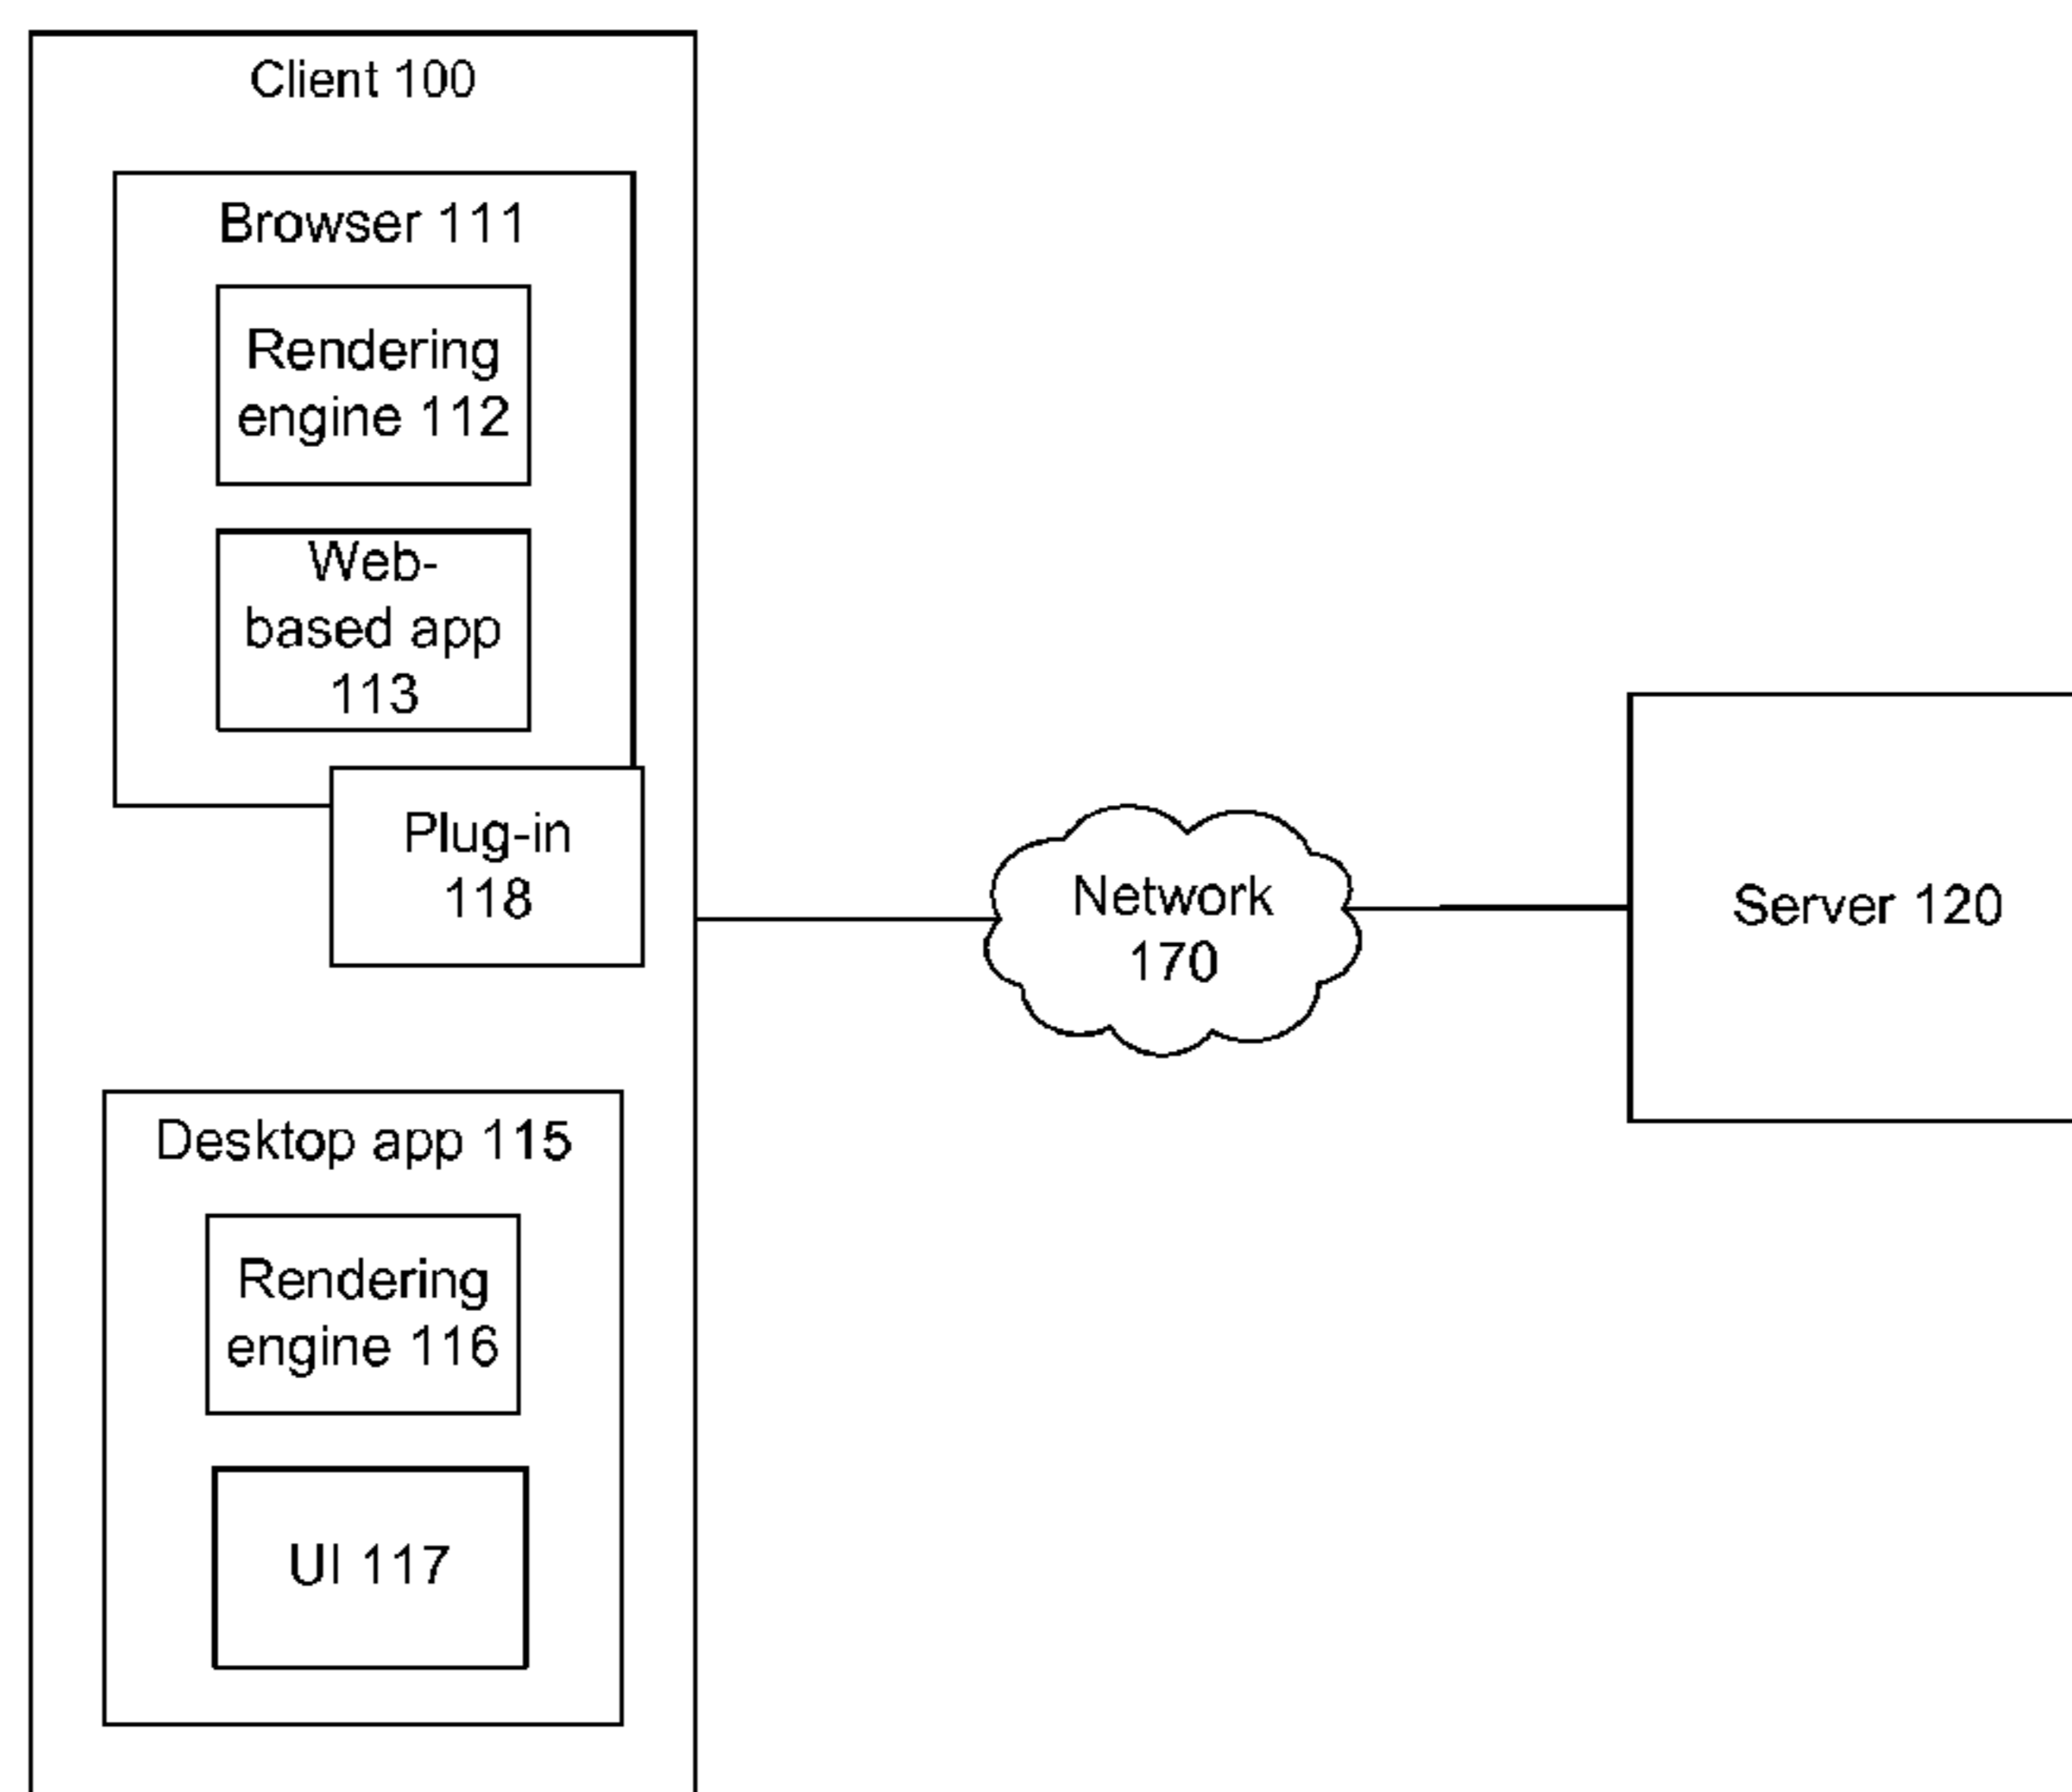 Client 100
Browser 111
Rendering
engine 112
Web-
based app
113
Plug-in
118
Desktop app 115
Rendering
engine 116
UI 117
Network
170
Server 120